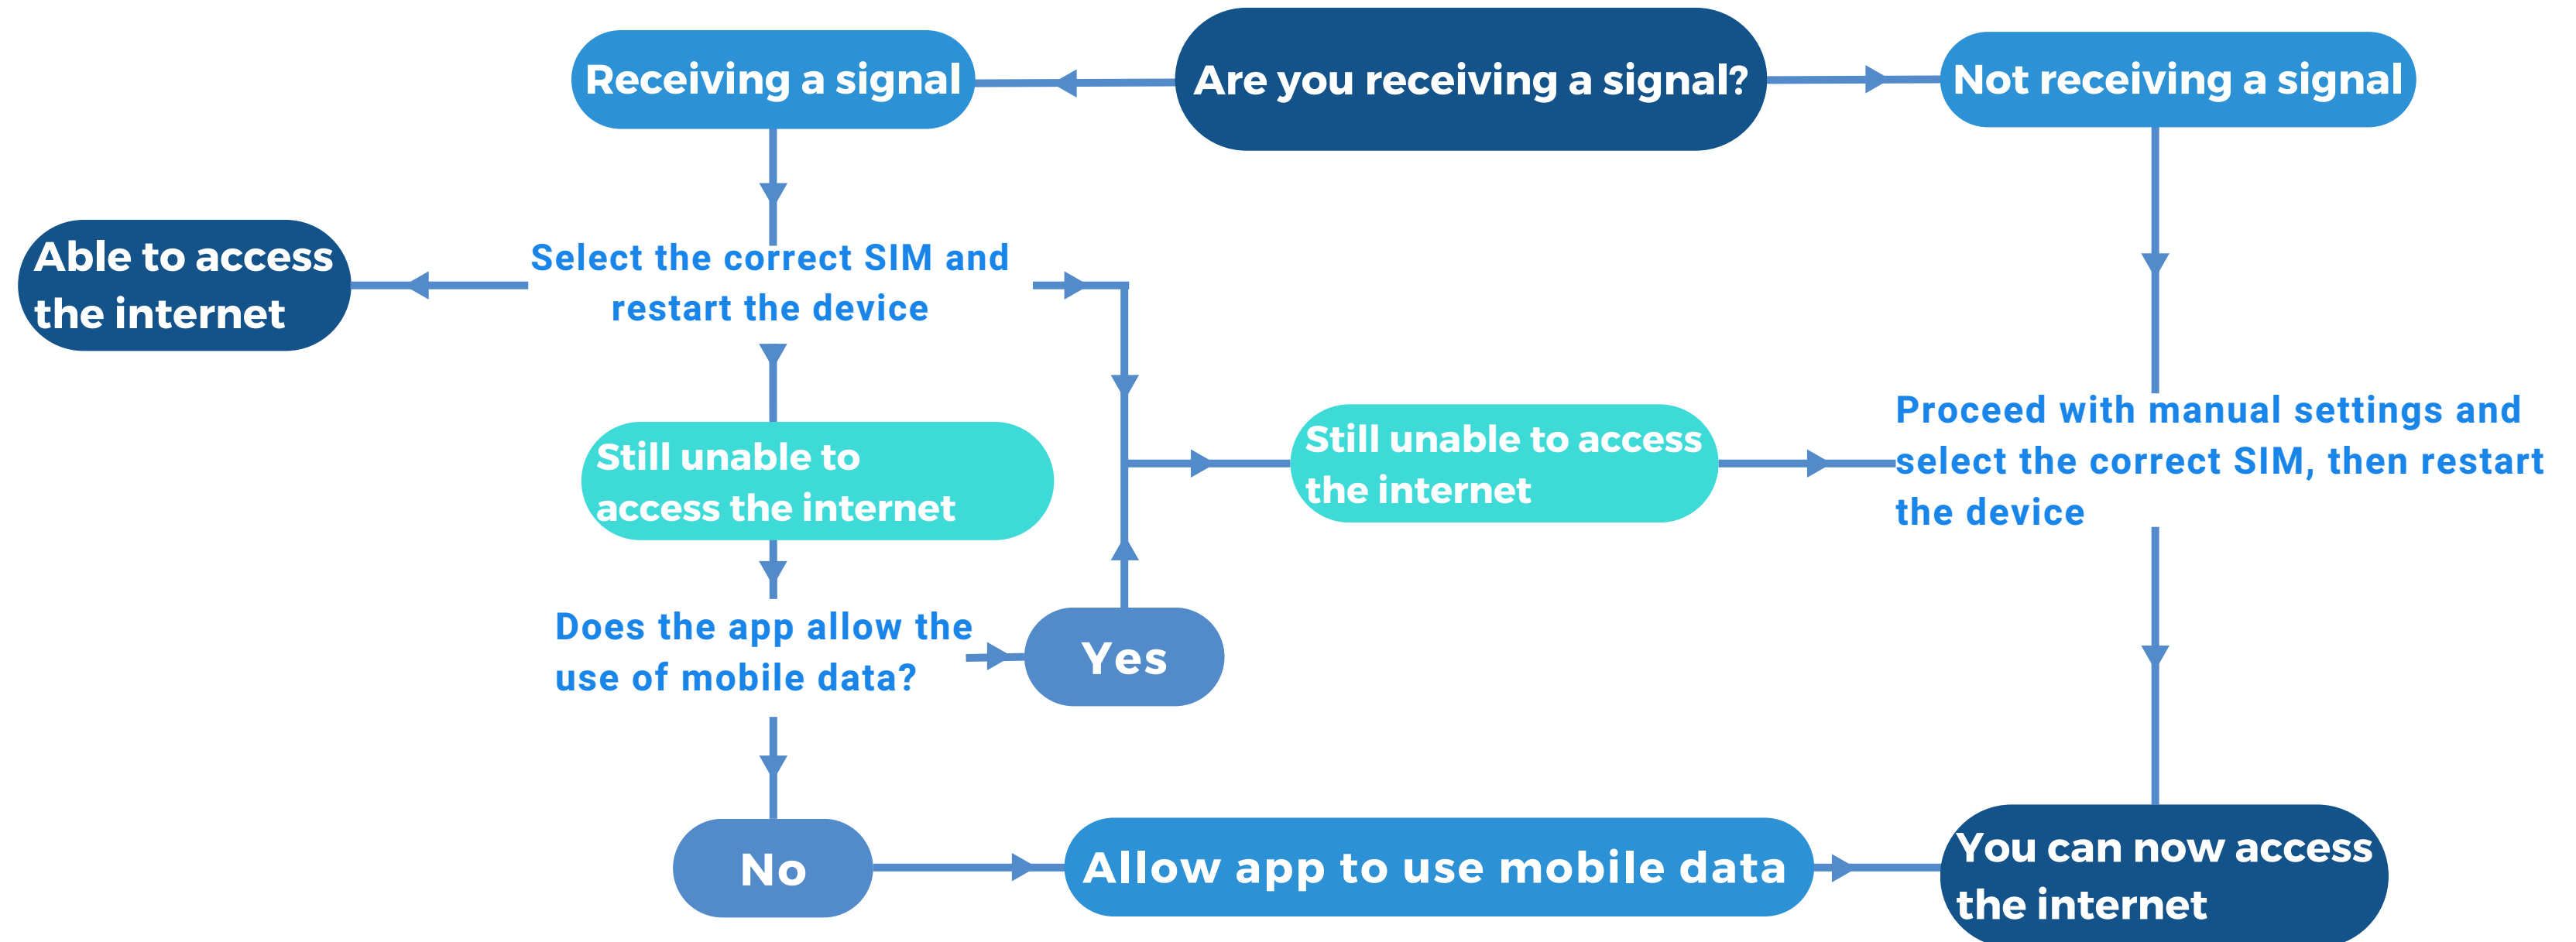 Receiving a signal
Are you receiving a signal?
Not receiving a signal
Able to access
the internet
Select the correct SIM and
restart the device
Still unable to
access the internet
Still unable to access
the internet
Proceed with manual settings and
select the correct SIM, then restart
the device
Does the app allow the
use of mobile data?
Yes
No
Allow app to use mobile data
You can now access
the internet